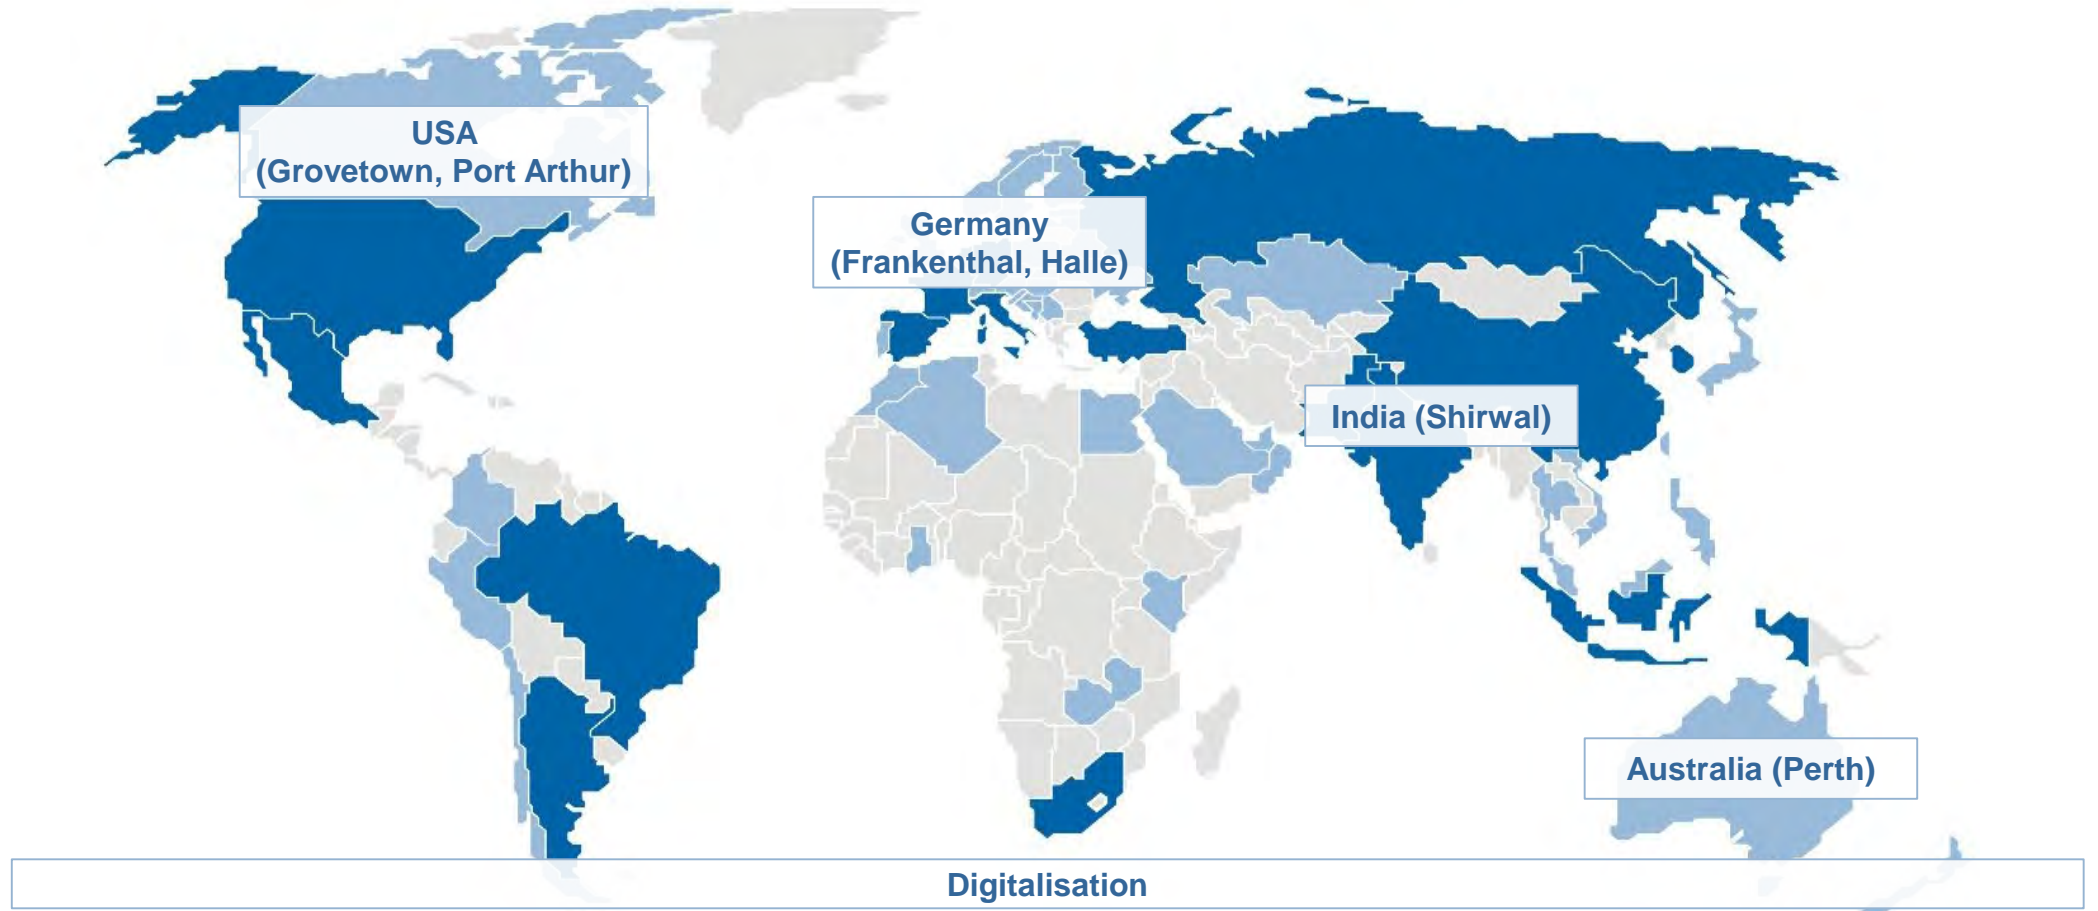 USA
(Grovetown, Port Arthur)
Germany
(Frankenthal, Halle)
India (Shirwal)
Australia (Perth)
Digitalisation